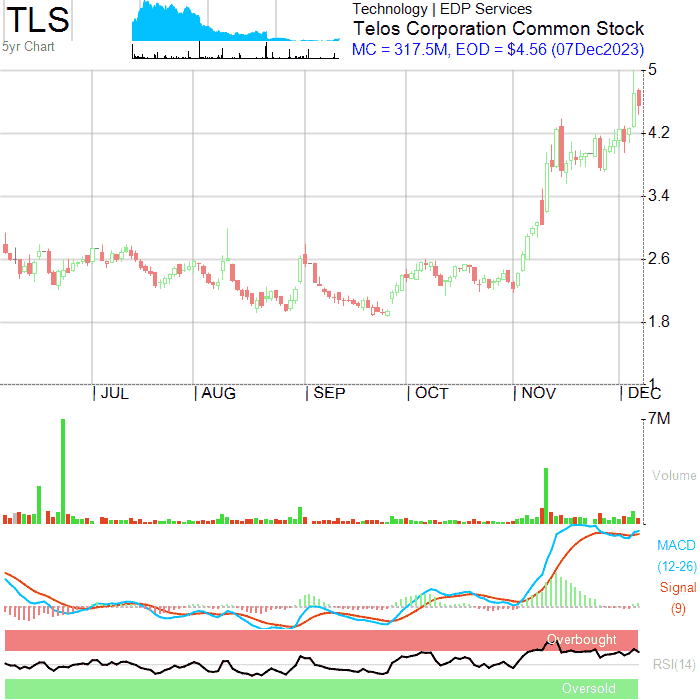 TLS
5yr Chart
Technology | EDP Services
Telos Corporation Common Stock
MC = 317.5M, EOD = $4.56 (07Dec2023)
5
4.2
3.4
2.6
1.8
1
JUL AUG SEP OCT NOV DEC
7M
Volume
MACD
(12-26)
Signal
(9)
Overbought
RSI(14)
Oversold